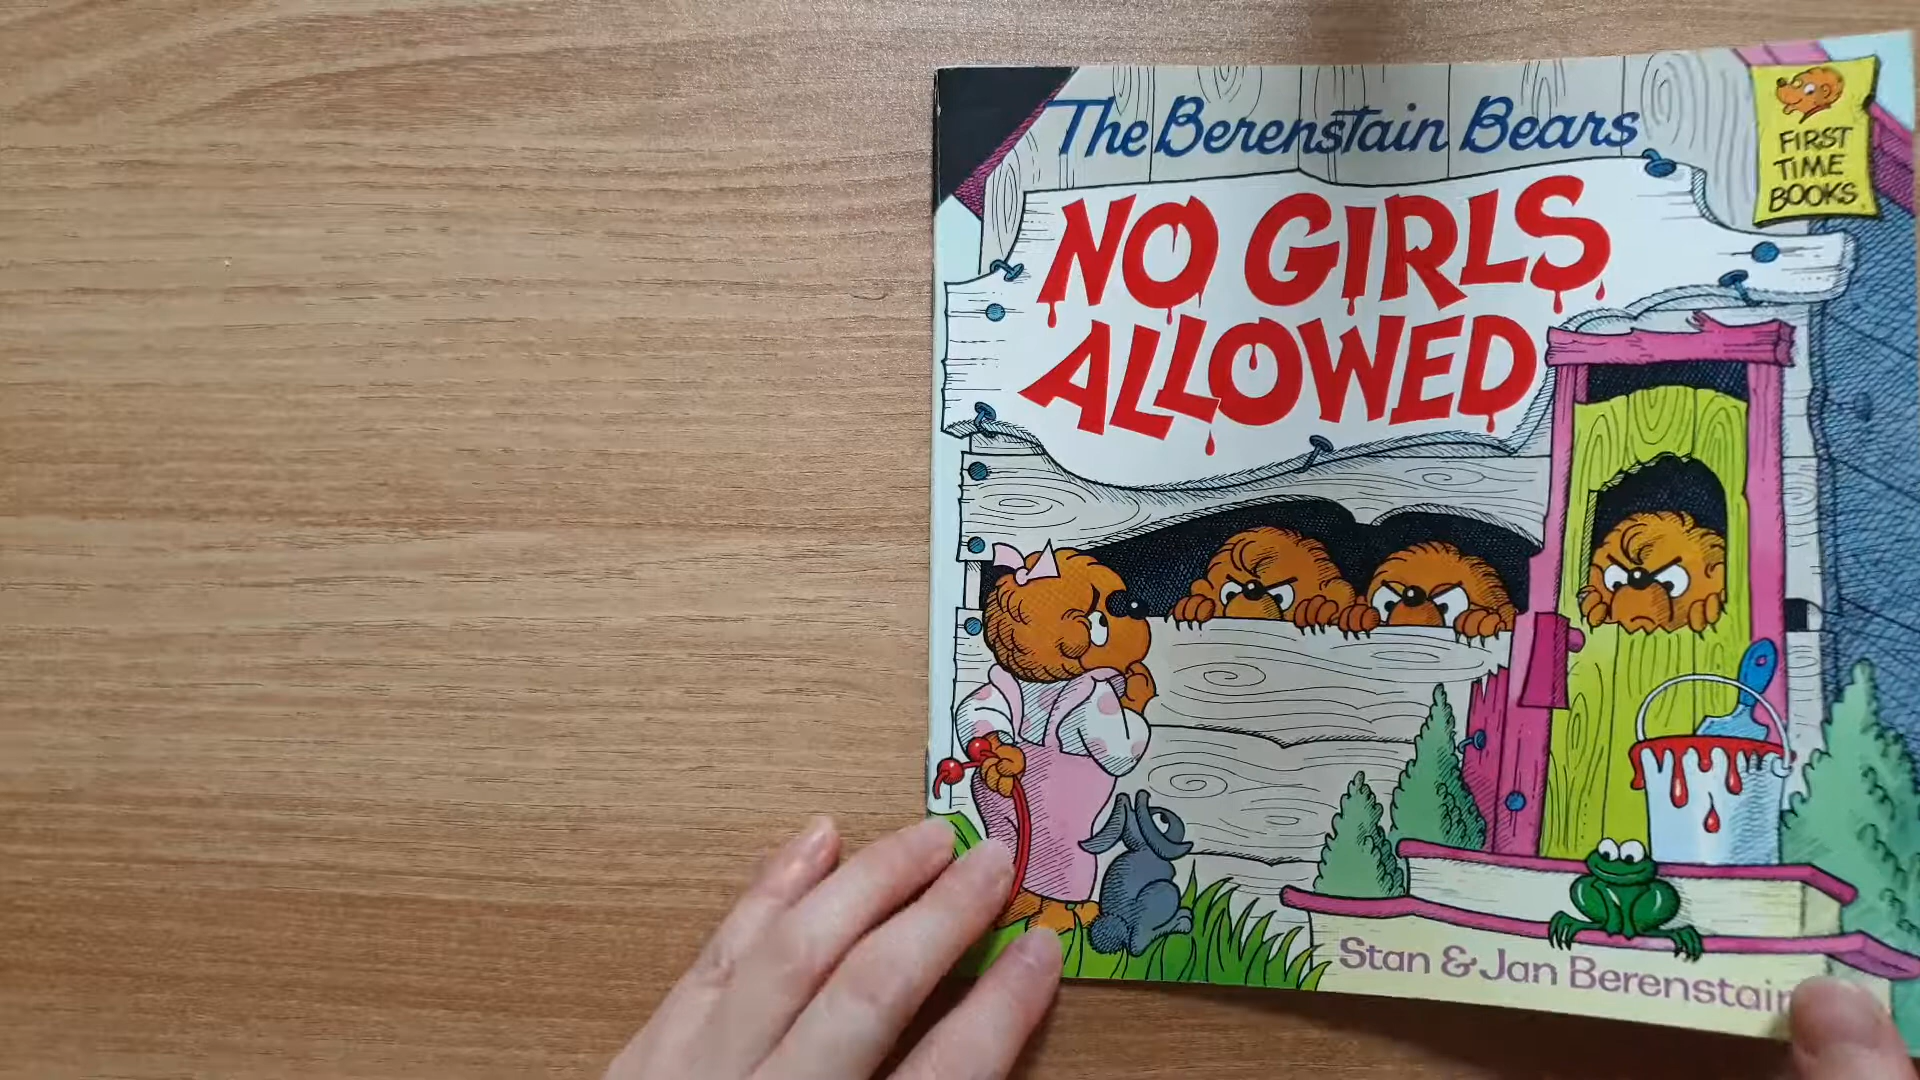 The Berenstain Bears
NO GIRLS
ALLOWED
FIRST
TIME
BOOKS
Stan & Jan Berenstain